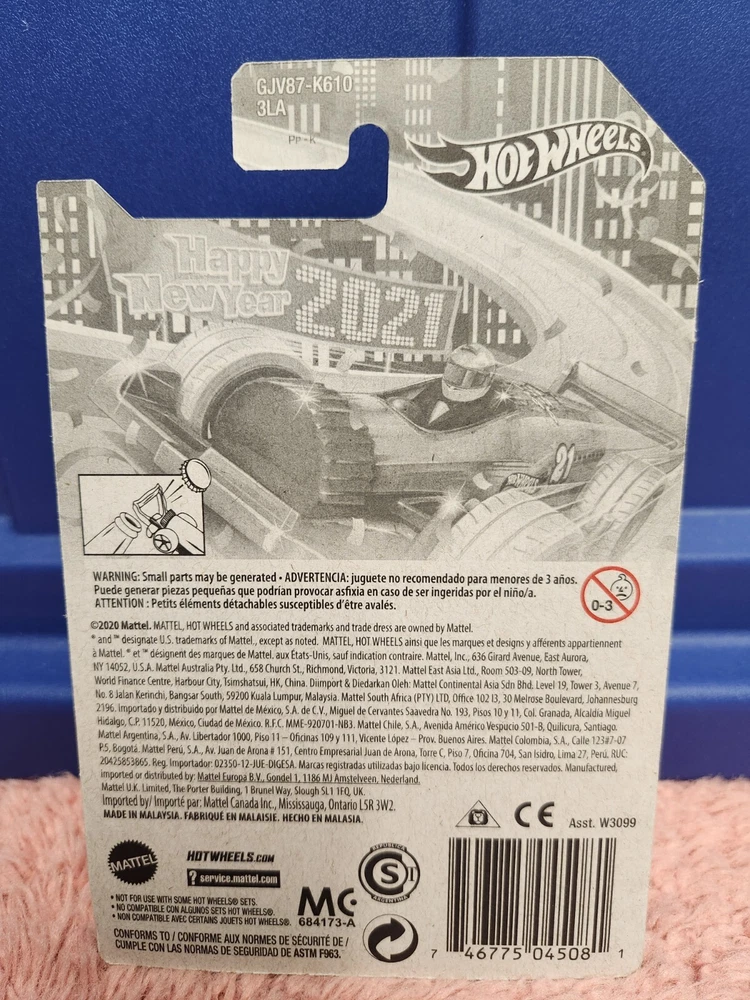 GJV87-K610
3LA
Pp-K
HOT WHEELS
Happy
New Year
2021
21
HOT WHEELS
WARNING: Small parts may be generated • ADVERTENCIA: juguete no recomendado para menores de 3 años.
Puede generar piezas pequeñas que podrían provocar asfixia en caso de ser ingeridas por el niño/a.
ATTENTION : Petits éléments détachables susceptibles d'être avalés.
0-3
©2020 Mattel. MATTEL, HOT WHEELS and associated trademarks and trade dress are owned by Mattel.
® and ™ designate U.S. trademarks of Mattel, except as noted. MATTEL, HOT WHEELS ainsi que les marques et designs y afférents appartiennent
à Mattel. ® et ™ désignent des marques de Mattel aux États-Unis, sauf indication contraire. Mattel, Inc., 636 Girard Avenue, East Aurora,
NY 14052, U.S.A. Mattel Australia Pty. Ltd., 658 Church St., Richmond, Victoria, 3121. Mattel East Asia Ltd., Room 503-09, North Tower,
World Finance Centre, Harbour City, Tsimshatsui, HK, China. Diimport & Diedarkan Oleh: Mattel Continental Asia Sdn Bhd. Level 19, Tower 3, Avenue 7,
No. 8 Jalan Kerinchi, Bangsar South, 59200 Kuala Lumpur, Malaysia. Mattel South Africa (PTY) LTD, Office 102 I3, 30 Melrose Boulevard, Johannesburg
2196. Importado y distribuido por Mattel de México, S.A. de C.V., Miguel de Cervantes Saavedra No. 193, Pisos 10 y 11, Col. Granada, Alcaldía Miguel
Hidalgo, C.P. 11520, México, Ciudad de México. R.F.C. MME-920701-NB3. Mattel Chile, S.A., Avenida Américo Vespucio 501-B, Quilicura, Santiago.
Mattel Argentina, S.A., Av. Libertador 1000, Piso 11 – Oficinas 109 y 111, Vicente López – Prov. Buenos Aires. Mattel Colombia, S.A., Calle 123#7-07
P.5, Bogotá. Mattel Perú, S.A., Av. Juan de Arona # 151, Centro Empresarial Juan de Arona, Torre C, Piso 7, Oficina 704, San Isidro, Lima 27, Perú. RUC:
20425853865. Reg. Importador: 02350-12-JUE-DIGESA. Marcas registradas utilizadas bajo licencia. Todos los derechos reservados. Manufactured,
imported or distributed by: Mattel Europa B.V., Gondel 1, 1186 MJ Amstelveen, Nederland.
Mattel U.K. Limited, The Porter Building, 1 Brunel Way, Slough SL1 1FQ, UK.
Imported by/ Importé par: Mattel Canada Inc., Mississauga, Ontario L5R 3W2.
MADE IN MALAYSIA. FABRIQUÉ EN MALAISIE. HECHO EN MALASIA.
CE
Asst. W3099
MATTEL
HOTWHEELS.COM
? service.mattel.com
• NOT FOR USE WITH SOME HOT WHEELS® SETS.
• NO COMPATIBLE CON ALGUNOS SETS HOT WHEELS®.
• NON COMPATIBLE AVEC CERTAINS JOUETS HOT WHEELS®.
MC
684173-A
REPUBLICA
S
ARGENTINA
CONFORMS TO / CONFORME AUX NORMES DE SÉCURITÉ DE /
CUMPLE CON LAS NORMAS DE SEGURIDAD DE ASTM F963.
7 46775 04508 1